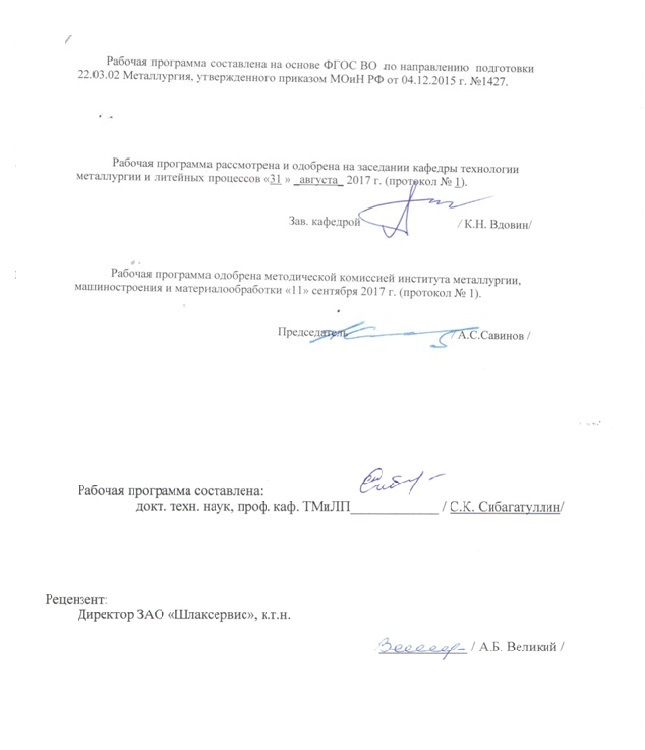 Рабочая программа составлена на основе ФГОС ВО по направлению подготовки
22.03.02 Металлургия, утвержденного приказом МОиН РФ от 04.12.2015 г. №1427.
Рабочая программа рассмотрена и одобрена на заседании кафедры технологии
металлургии и литейных процессов «31 » _августа_ 2017 г. (протокол № 1).
Зав. кафедрой / К.Н. Вдовин/
Рабочая программа одобрена методической комиссией института металлургии,
машиностроения и материалообработки «11» сентября 2017 г. (протокол № 1).
Председатель / А.С.Савинов /
Рабочая программа составлена:
докт. техн. наук, проф. каф. ТМиЛП_____________ / С.К. Сибагатуллин/
Рецензент:
Директор ЗАО «Шлаксервис», к.т.н.
/ А.Б. Великий /